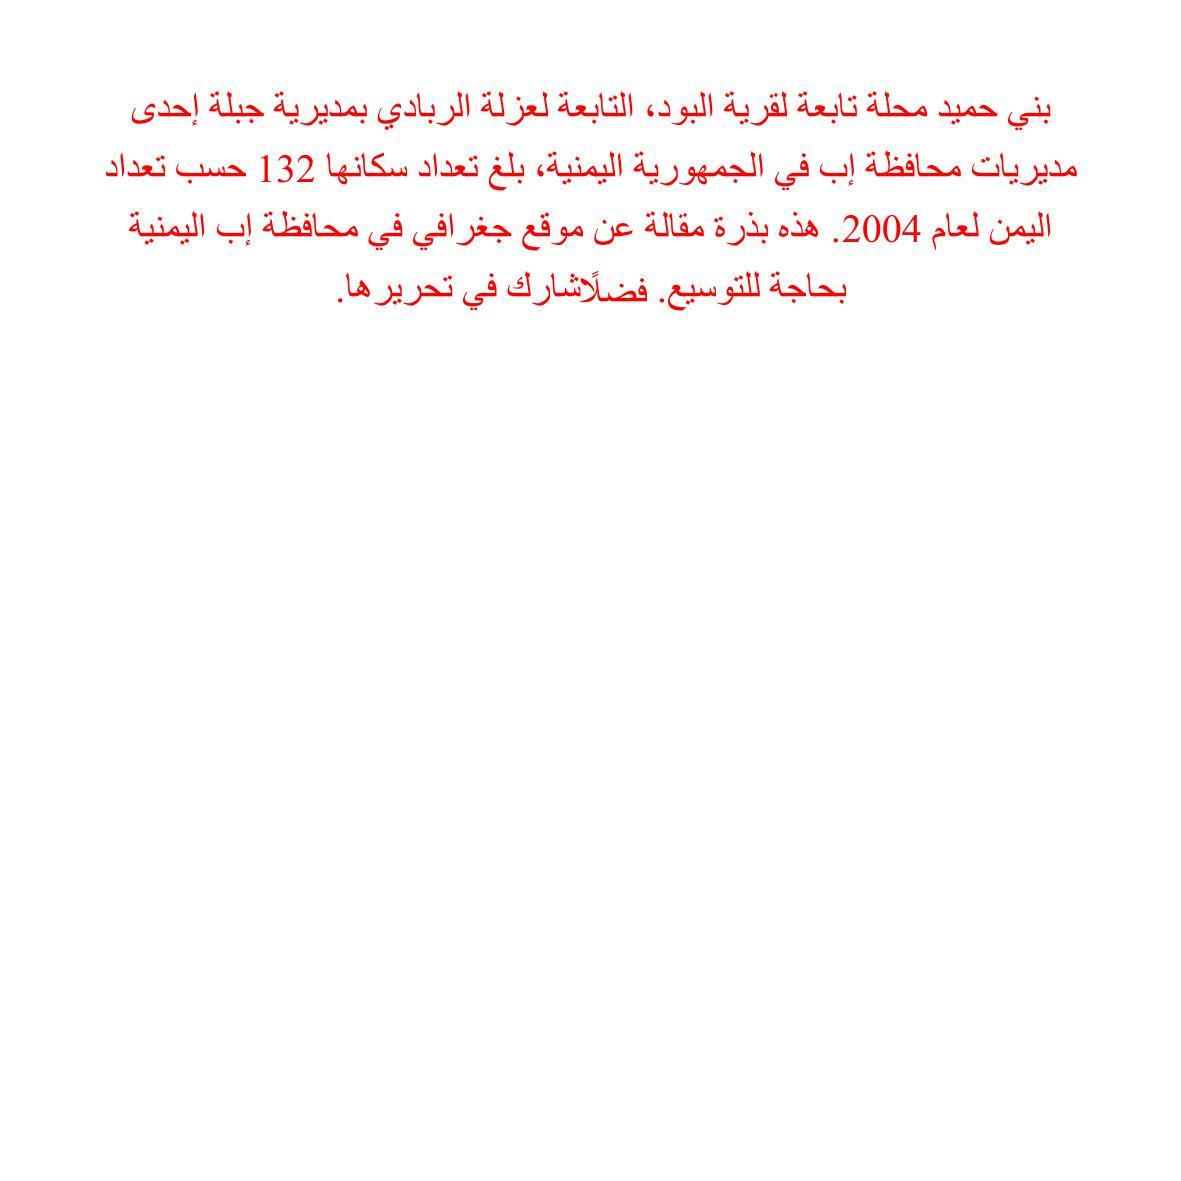 بني حميد محلة تابعة لقرية البود، التابعة لعزلة الربادي بمديرية جبلة إحدى
مديريات محافظة إب في الجمهورية اليمنية، بلغ تعداد سكانها 132 حسب تعداد
اليمن لعام 2004. هذه بذرة مقالة عن موقع جغرافي في محافظة إب اليمنية
بحاجة للتوسيع. فضلًاشارك في تحريرها.